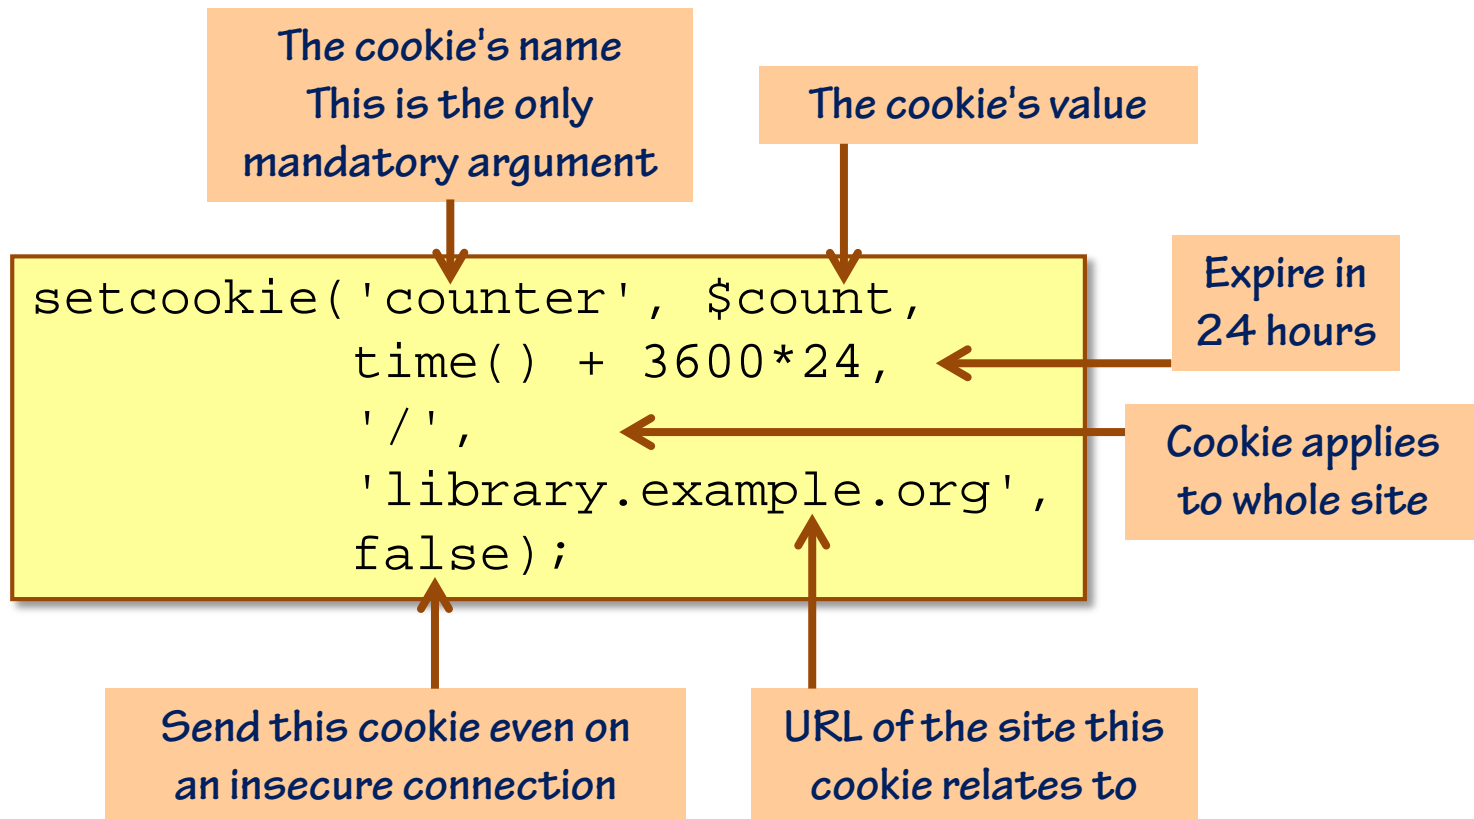 The cookie's name
This is the only
mandatory argument
The cookie's value
setcookie('counter', $count,
time() + 3600*24,
'/',
'library.example.org',
false);
Expire in
24 hours
Cookie applies
to whole site
Send this cookie even on
an insecure connection
URL of the site this
cookie relates to